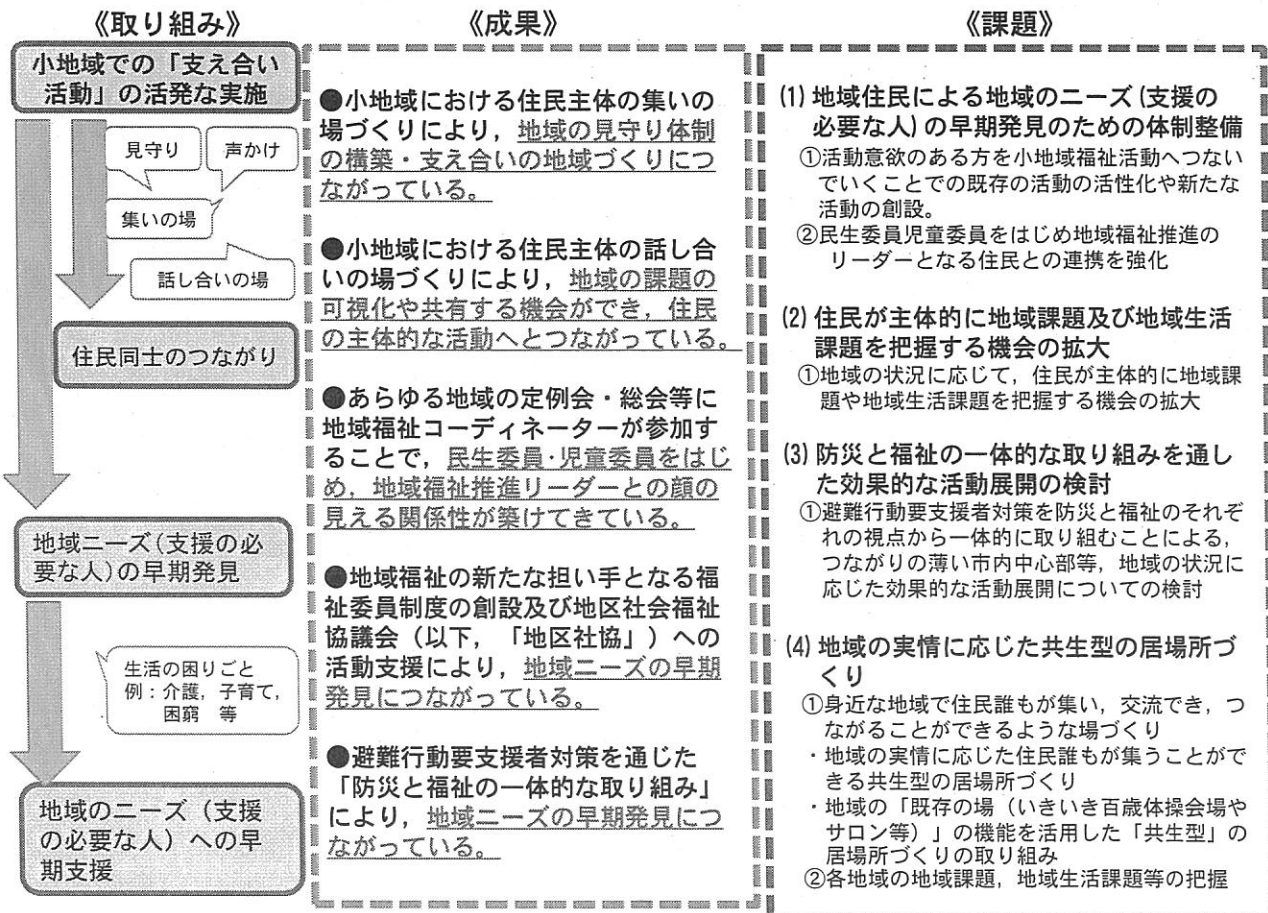 《取り組み》
小地域での「支え合い
活動」の活発な実施
見守り
声かけ
集いの場
話し合いの場
住民同士のつながり
地域ニーズ(支援の必
要な人)の早期発見
生活の困りごと
例：介護，子育て，
困窮　等
地域のニーズ（支援
の必要な人）への早
期支援
《成果》
●小地域における住民主体の集いの
場づくりにより，地域の見守り体制
の構築・支え合いの地域づくりにつ
ながっている。
●小地域における住民主体の話し合
いの場づくりにより，地域の課題の
可視化や共有する機会ができ，住民
の主体的な活動へとつながっている。
●あらゆる地域の定例会・総会等に
地域福祉コーディネーターが参加す
ることで，民生委員・児童委員をはじ
め，地域福祉推進リーダーとの顔の
見える関係性が築けてきている。
●地域福祉の新たな担い手となる福
祉委員制度の創設及び地区社会福祉
協議会（以下，「地区社協」）への
活動支援により，地域ニーズの早期
発見につながっている。
●避難行動要支援者対策を通じた
「防災と福祉の一体的な取り組み」
により，地域ニーズの早期発見につ
ながっている。
《課題》
(1) 地域住民による地域のニーズ(支援の
必要な人)の早期発見のための体制整備
①活動意欲のある方を小地域福祉活動へつない
でいくことでの既存の活動の活性化や新たな
活動の創設。
②民生委員児童委員をはじめ地域福祉推進の
リーダーとなる住民との連携を強化
(2) 住民が主体的に地域課題及び地域生活
課題を把握する機会の拡大
①地域の状況に応じて，住民が主体的に地域課
題や地域生活課題を把握する機会の拡大
(3) 防災と福祉の一体的な取り組みを通し
た効果的な活動展開の検討
①避難行動要支援者対策を防災と福祉のそれぞ
れの視点から一体的に取り組むことによる，
つながりの薄い市内中心部等，地域の状況に
応じた効果的な活動展開についての検討
(4) 地域の実情に応じた共生型の居場所づ
くり
①身近な地域で住民誰もが集い，交流でき，つ
ながることができるような場づくり
・地域の実情に応じた住民誰もが集うことがで
きる共生型の居場所づくり
・地域の「既存の場（いきいき百歳体操会場や
サロン等）」の機能を活用した「共生型」の
居場所づくりの取り組み
②各地域の地域課題，地域生活課題等の把握